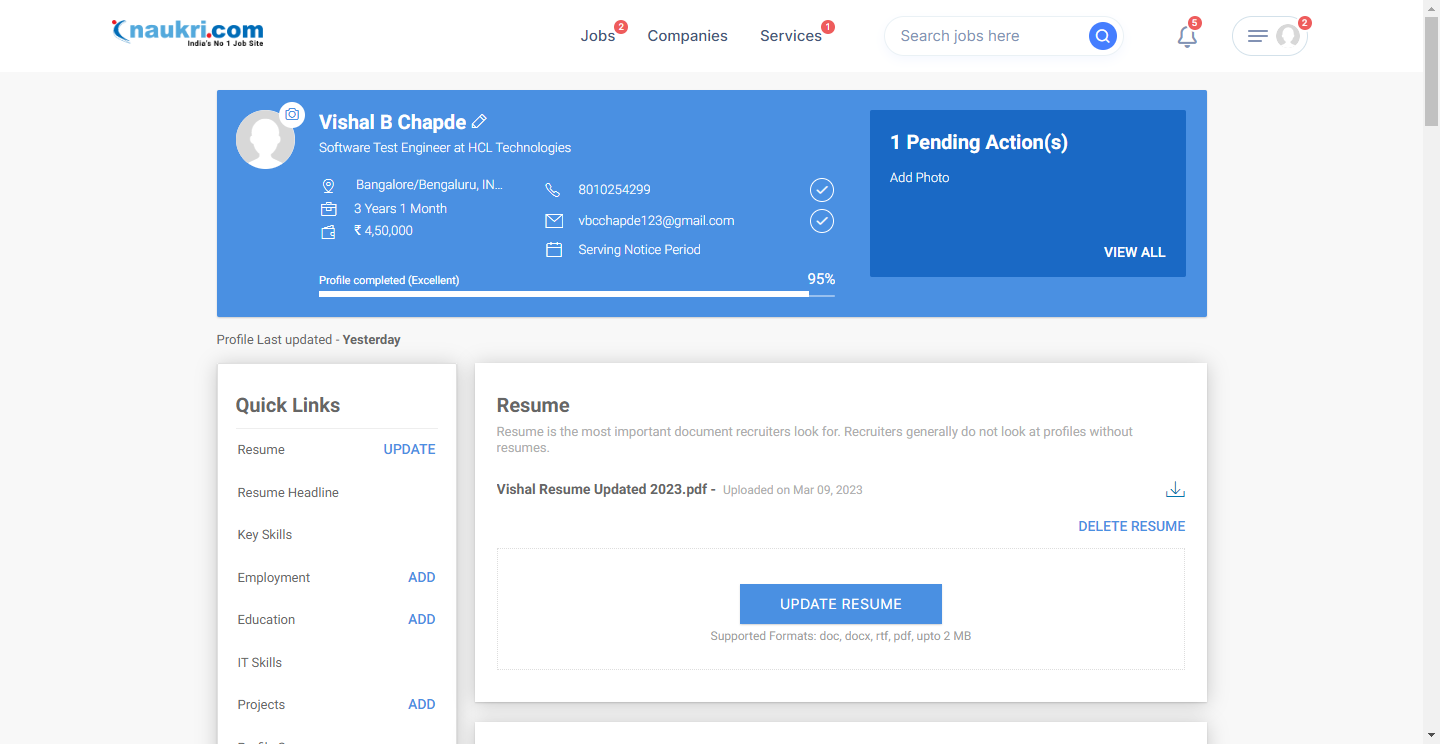 naukri.com
India's No 1 Job Site
Jobs 2
Companies
Services 1
Search jobs here
5
2
Vishal B Chapde
Software Test Engineer at HCL Technologies
Bangalore/Bengaluru, IN...
3 Years 1 Month
₹ 4,50,000
8010254299
vbcchapde123@gmail.com
Serving Notice Period
Profile completed (Excellent)
95%
1 Pending Action(s)
Add Photo
VIEW ALL
Profile Last updated - Yesterday
Quick Links
Resume UPDATE
Resume Headline
Key Skills
Employment ADD
Education ADD
IT Skills
Projects ADD
Resume
Resume is the most important document recruiters look for. Recruiters generally do not look at profiles without
resumes.
Vishal Resume Updated 2023.pdf - Uploaded on Mar 09, 2023
DELETE RESUME
UPDATE RESUME
Supported Formats: doc, docx, rtf, pdf, upto 2 MB